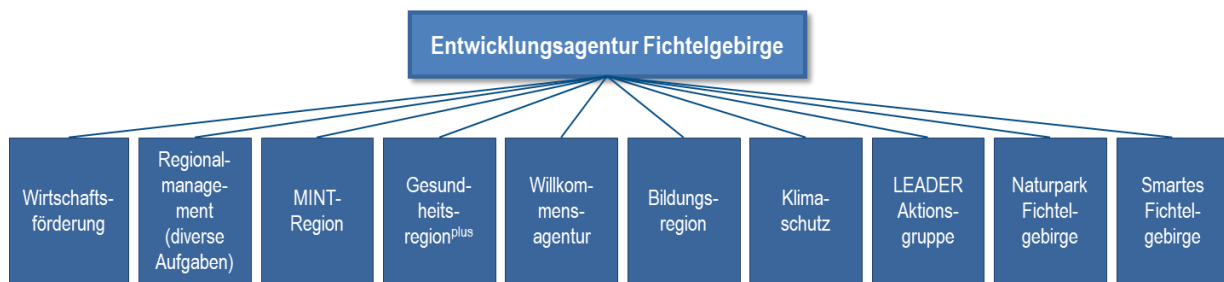 Entwicklungsagentur Fichtelgebirge
Wirtschafts-
förderung
Regional-
manage-
ment
(diverse
Aufgaben)
MINT-
Region
Gesund-
heits-
regionplus
Willkom-
mens-
agentur
Bildungs-
region
Klima-
schutz
LEADER
Aktions-
gruppe
Naturpark
Fichtel-
gebirge
Smartes
Fichtel-
gebirge